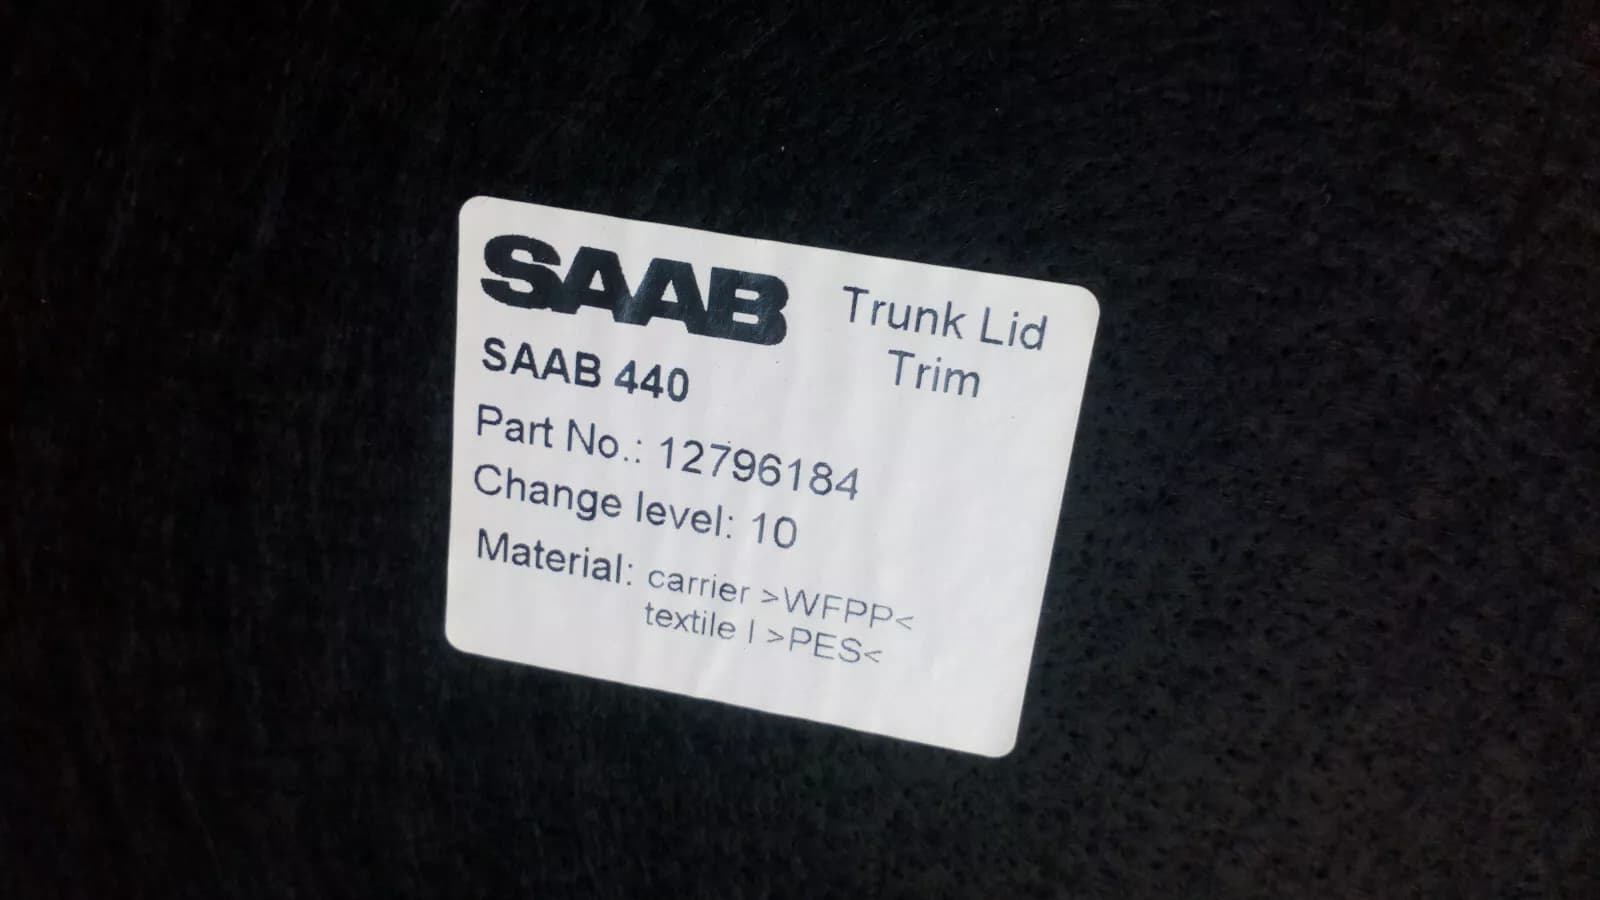 SAAB
Trunk Lid
Trim
SAAB 440
Part No.: 12796184
Change level: 10
Material: carrier >WFPP<
textile I >PES<